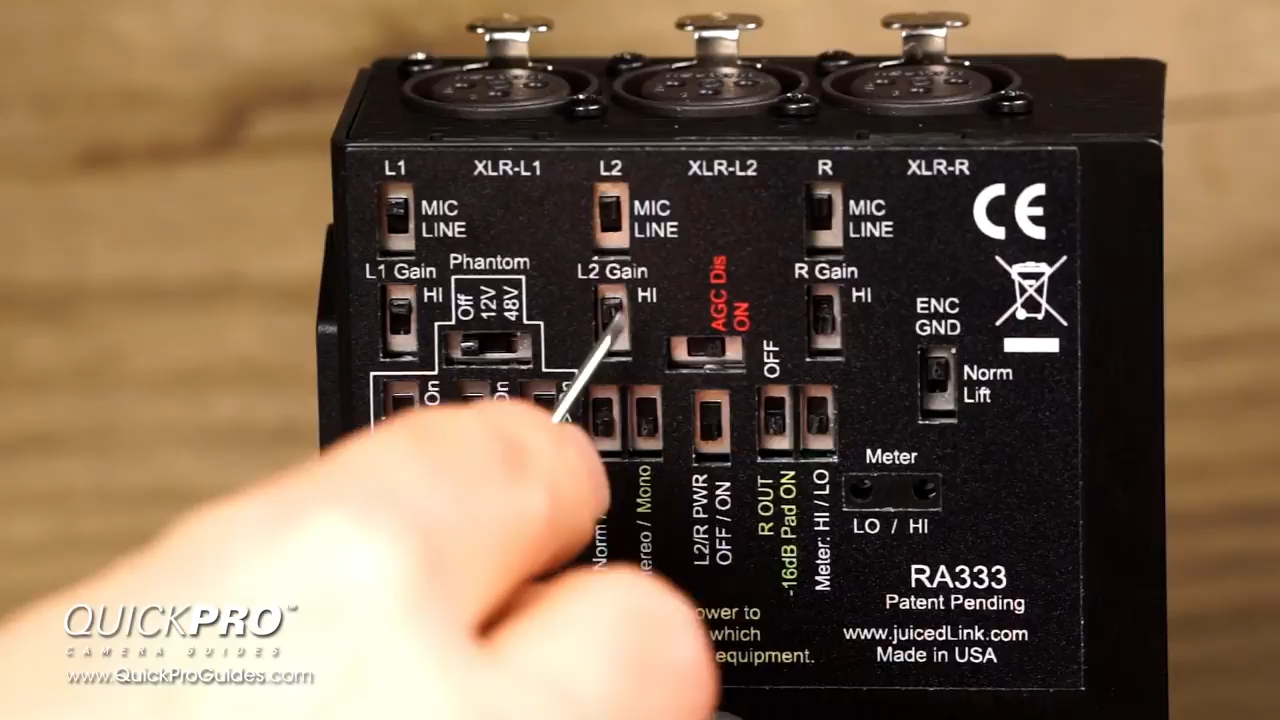 L1 XLR-L1 L2 XLR-L2 R XLR-R
MIC
LINE
MIC
LINE
MIC
LINE
CE
L1 Gain
HI
Phantom
Off
12V
48V
L2 Gain
HI
AGC Dis
ON
R Gain
HI
ENC
GND
Norm
Lift
On
On
OFF
Norm /
/ Mono
L2/R PWR
OFF / ON
R OUT
-16dB Pad ON
Meter: HI / LO
Meter
LO / HI
RA333
Patent Pending
www.juicedLink.com
Made in USA
to
which
equipment.
QUICKPRO™
CAMERA GUIDES
www.QuickProGuides.com